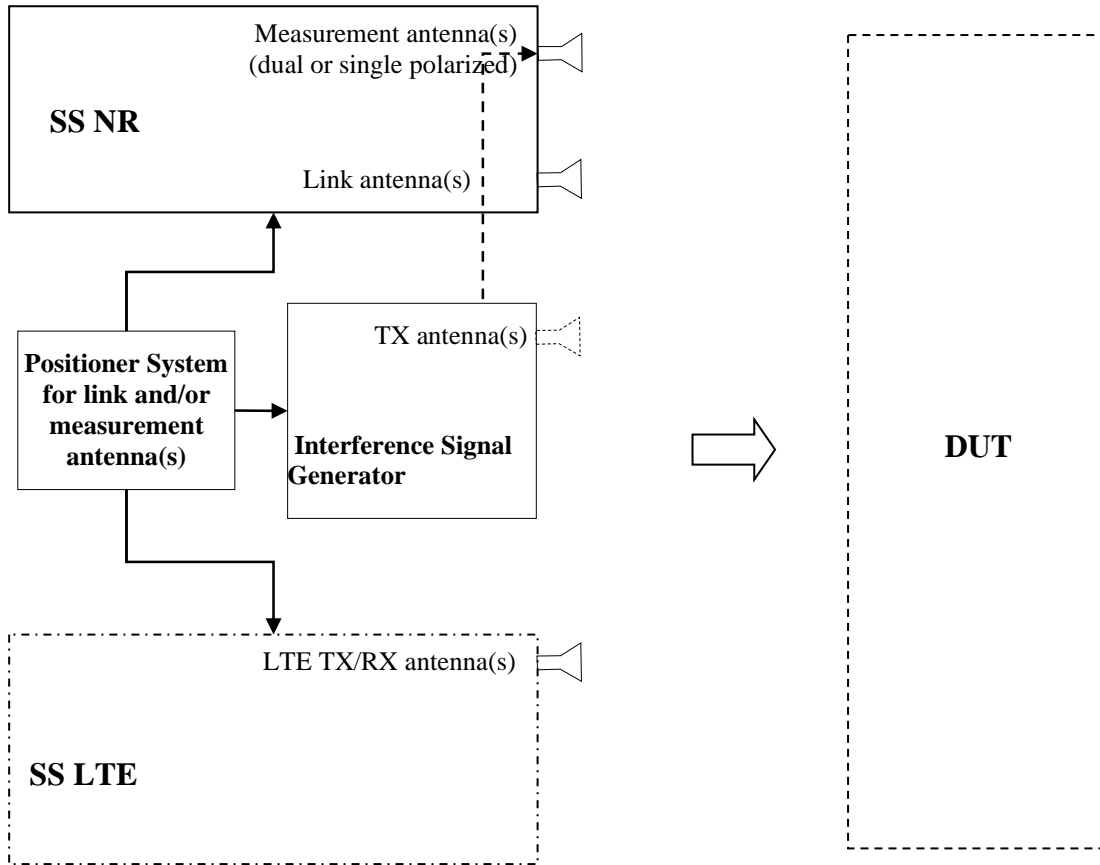 Measurement antenna(s)
(dual or single polarized)
SS NR
Link antenna(s)
TX antenna(s)
Positioner System
for link and/or
measurement
antenna(s)
Interference Signal
Generator
DUT
LTE TX/RX antenna(s)
SS LTE